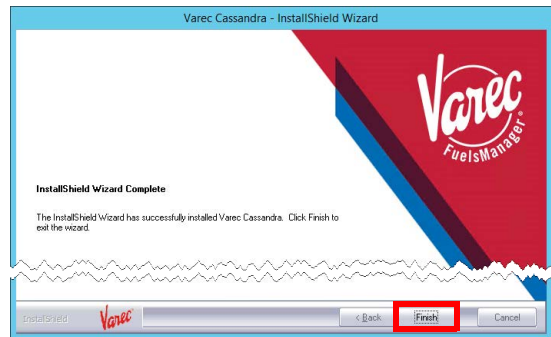 Varec Cassandra - InstallShield Wizard
Varec
FuelsManager®
InstallShield Wizard Complete
The InstallShield Wizard has successfully installed Varec Cassandra. Click Finish to
exit the wizard.
InstallShield
Varec
< Back
Finish
Cancel